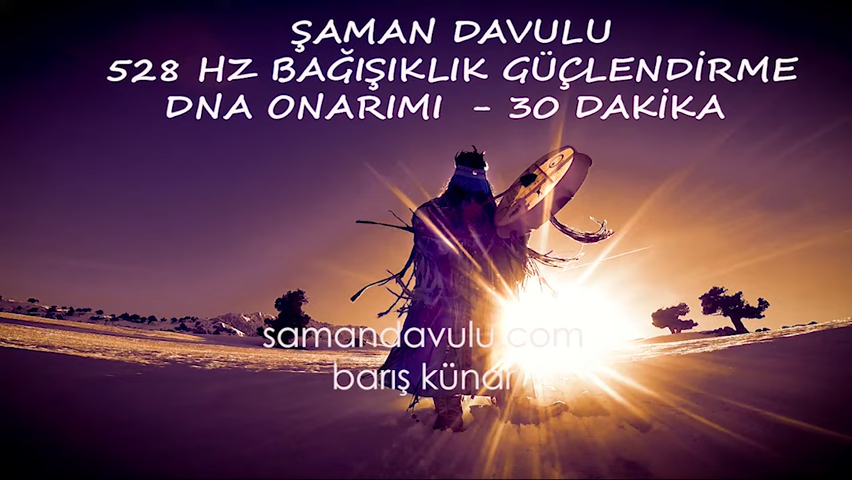 ŞAMAN DAVULU
528 HZ BAĞIŞIKLIK GÜÇLENDİRME
DNA ONARIMI - 30 DAKİKA
samandavulu.com
barış künar